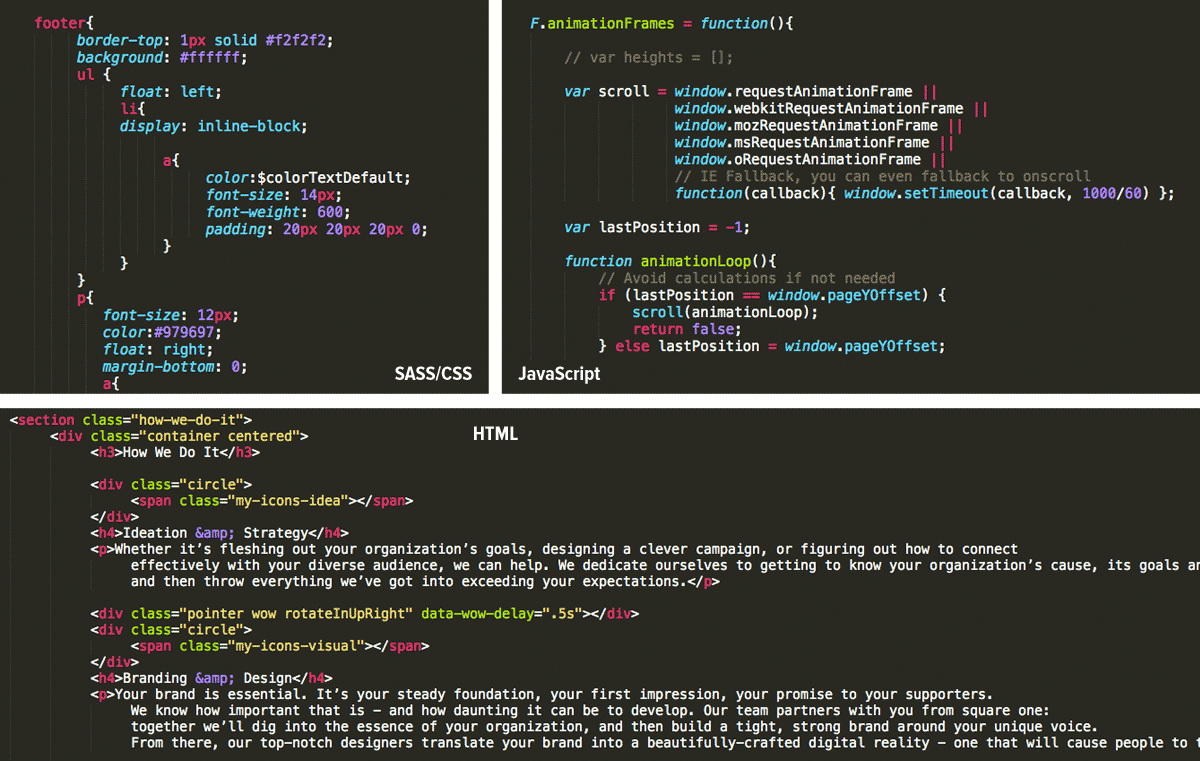 footer{
border-top: 1px solid #f2f2f2;
background: #ffffff;
ul {
float: left;
li{
display: inline-block;
a{
color:$colorTextDefault;
font-size: 14px;
font-weight: 600;
padding: 20px 20px 20px 0;
}
}
}
p{
font-size: 12px;
color:#979697;
float: right;
margin-bottom: 0;
a{
SASS/CSS
F.animationFrames = function(){
// var heights = [];
var scroll = window.requestAnimationFrame ||
window.webkitRequestAnimationFrame ||
window.mozRequestAnimationFrame ||
window.msRequestAnimationFrame ||
window.oRequestAnimationFrame ||
// IE Fallback, you can even fallback to onscroll
function(callback){ window.setTimeout(callback, 1000/60) };
var lastPosition = -1;
function animationLoop(){
// Avoid calculations if not needed
if (lastPosition == window.pageYOffset) {
scroll(animationLoop);
return false;
} else lastPosition = window.pageYOffset;
JavaScript
<section class="how-we-do-it">
<div class="container centered">
HTML
<h3>How We Do It</h3>
<div class="circle">
<span class="my-icons-idea"></span>
</div>
<h4>Ideation &amp; Strategy</h4>
<p>Whether it’s fleshing out your organization’s goals, designing a clever campaign, or figuring out how to connect
effectively with your diverse audience, we can help. We dedicate ourselves to getting to know your organization’s cause, its goals
and then throw everything we’ve got into exceeding your expectations.</p>
<div class="pointer wow rotateInUpRight" data-wow-delay=".5s"></div>
<div class="circle">
<span class="my-icons-visual"></span>
</div>
<h4>Branding &amp; Design</h4>
<p>Your brand is essential. It’s your steady foundation, your first impression, your promise to your supporters.
We know how important that is – and how daunting it can be to develop. Our team partners with you from square one:
together we’ll dig into the essence of your organization, and then build a tight, strong brand around your unique voice.
From there, our top-notch designers translate your brand into a beautifully-crafted digital reality – one that will cause people to